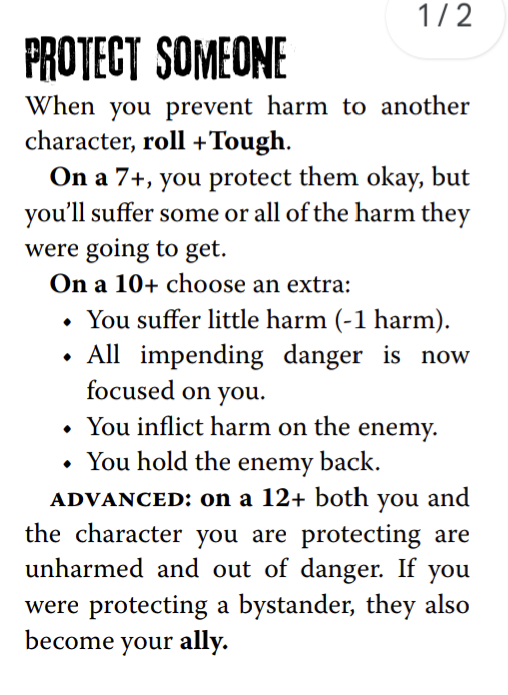 1 / 2
PROTECT SOMEONE
When you prevent harm to another
character, roll +Tough.
On a 7+, you protect them okay, but
you'll suffer some or all of the harm they
were going to get.
On a 10+ choose an extra:
• You suffer little harm (-1 harm).
• All impending danger is now
focused on you.
• You inflict harm on the enemy.
• You hold the enemy back.
ADVANCED: on a 12+ both you and
the character you are protecting are
unharmed and out of danger. If you
were protecting a bystander, they also
become your ally.